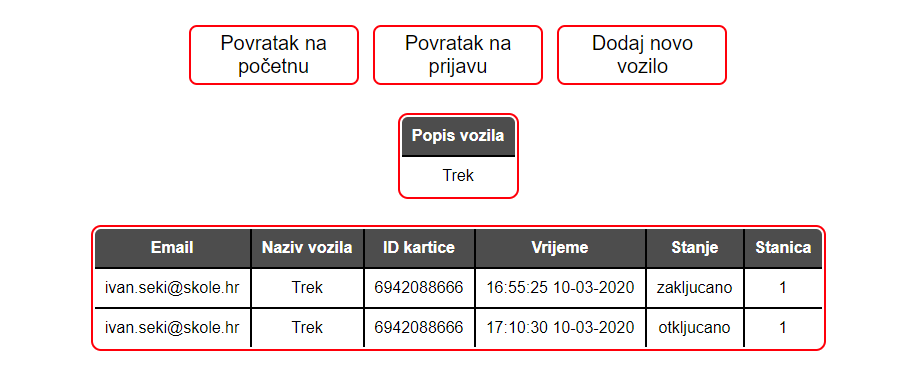 Povratak na
početnu
Povratak na
prijavu
Dodaj novo
vozilo
Popis vozila
Trek
Email Naziv vozila ID kartice Vrijeme Stanje Stanica
ivan.seki@skole.hr Trek 6942088666 16:55:25 10-03-2020 zakljucano 1
ivan.seki@skole.hr Trek 6942088666 17:10:30 10-03-2020 otkljucano 1